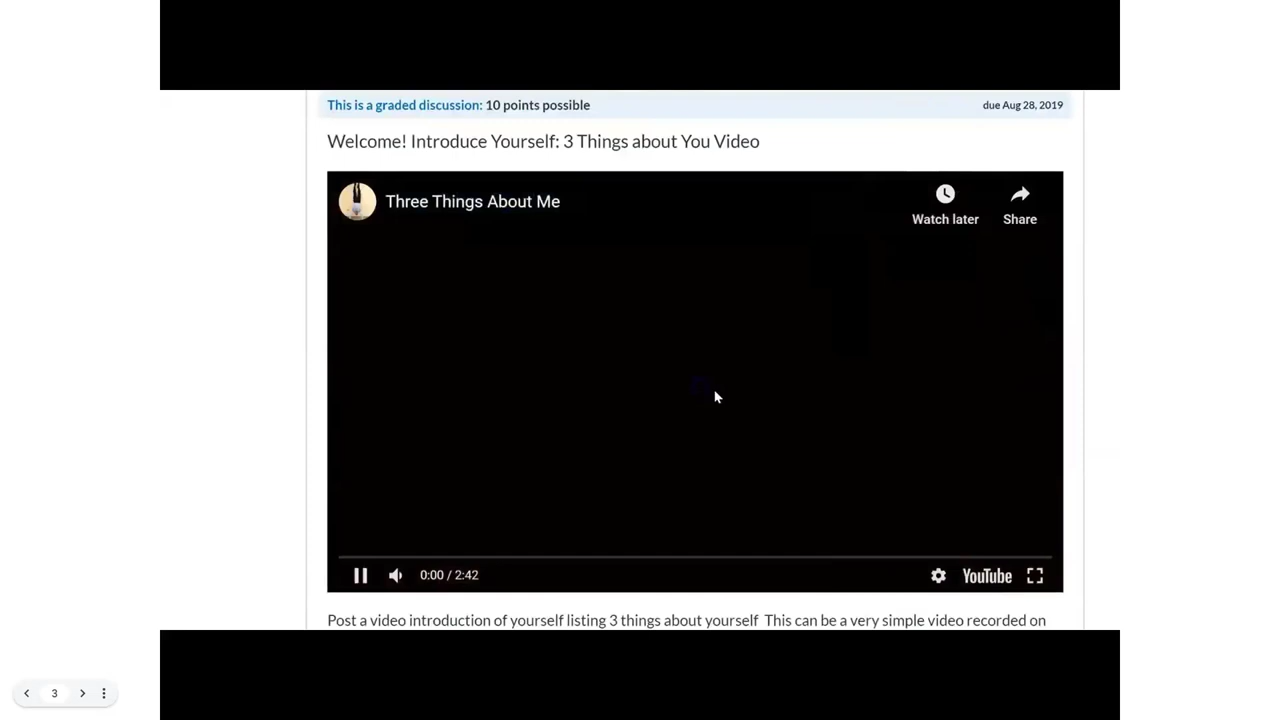 This is a graded discussion: 10 points possible
due Aug 28, 2019
Welcome! Introduce Yourself: 3 Things about You Video
Three Things About Me
Watch later
Share
0:00 / 2:42
YouTube
Post a video introduction of yourself listing 3 things about yourself This can be a very simple video recorded on
3